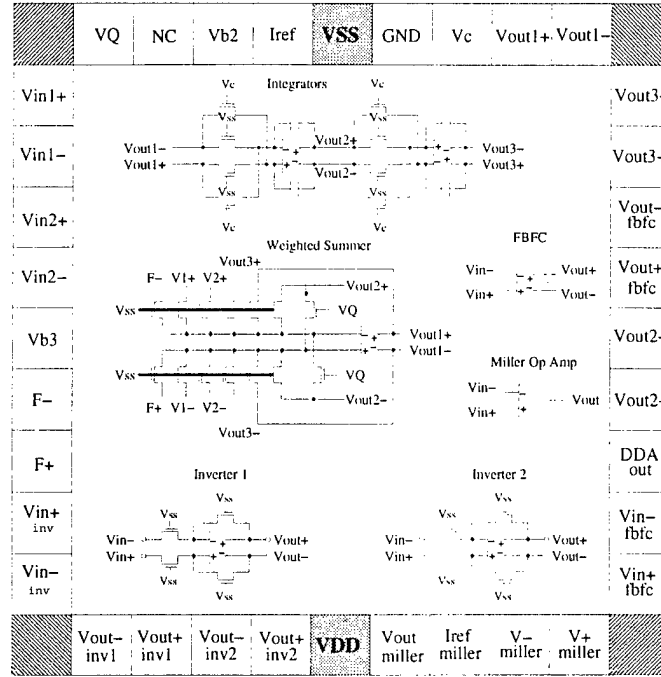 VQ NC Vb2 Iref VSS GND Vc Vout1+ Vout1−
Vin1+
Vin1−
Vin2+
Vin2−
Vb3
F−
F+
Vin+
inv
Vin−
inv
Vc Integrators Vc
Vss Vss
Vout1− Vout2+ Vout3−
Vout1+ Vout2− Vout3+
Vss Vss
Vc Vc
Weighted Summer
Vout3+
F− V1+ V2+
Vout2+
Vss VQ
Vout1+
Vout1−
Vss VQ
F+ V1− V2− Vout2−
Vout3−
FBFC
Vin− Vout+
Vin+ Vout−
Miller Op Amp
Vin−
Vout
Vin+
Inverter 1
Vss
Vss
Vin− Vout+
Vin+ Vout−
Vss
Vss
Inverter 2
Vss
Vss
Vin− Vout+
Vin+ Vout−
Vss
Vss
Vout−
fbfc
Vout+
fbfc
DDA
out
Vin−
fbfc
Vin+
fbfc
Vout− Vout+ Vout− Vout+ VDD Vout Iref V− V+
inv1 inv1 inv2 inv2 miller miller miller miller